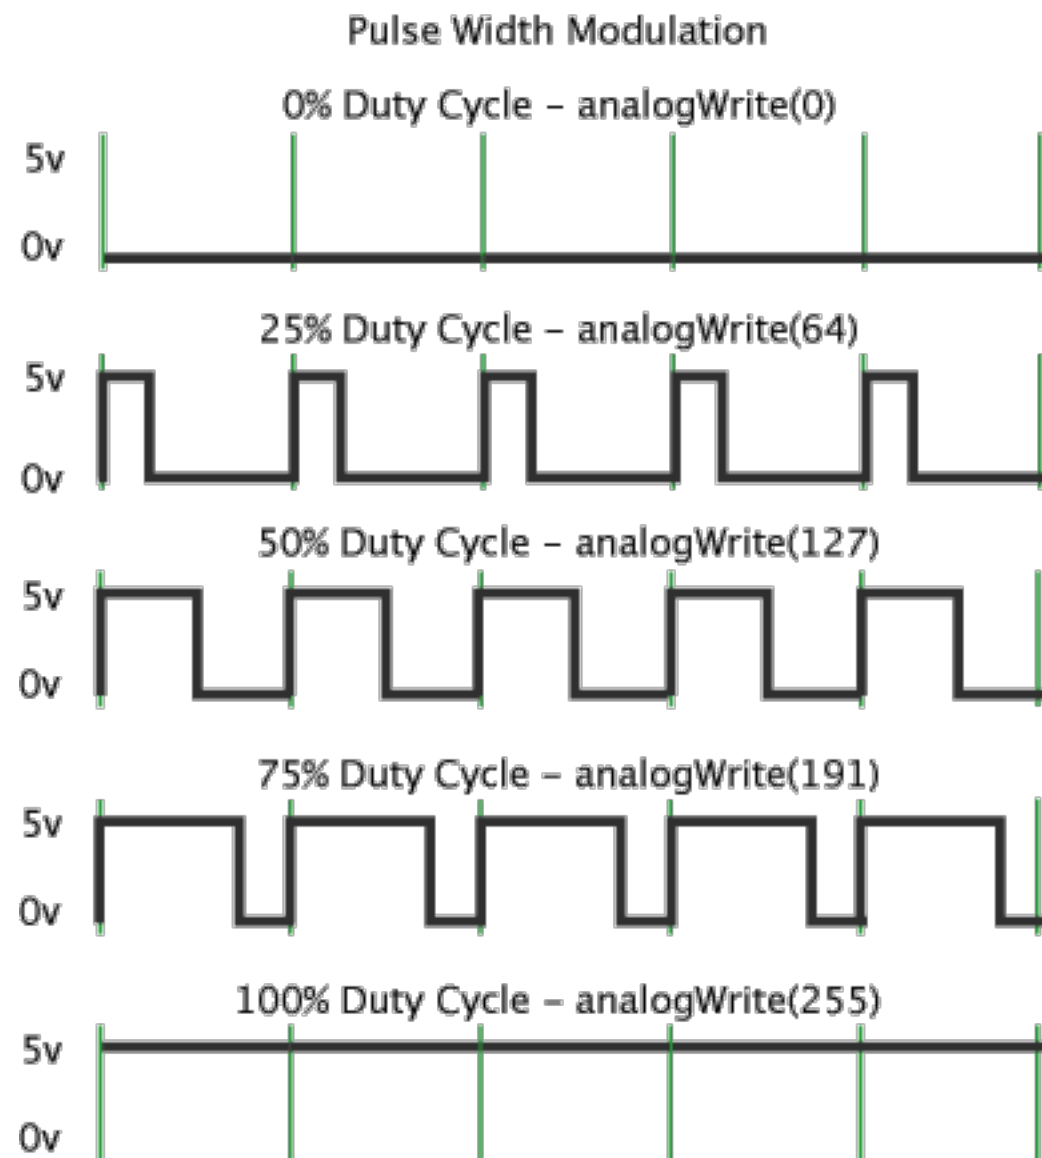 Pulse Width Modulation
0% Duty Cycle – analogWrite(0)
5v
0v
25% Duty Cycle – analogWrite(64)
5v
0v
50% Duty Cycle – analogWrite(127)
5v
0v
75% Duty Cycle – analogWrite(191)
5v
0v
100% Duty Cycle – analogWrite(255)
5v
0v